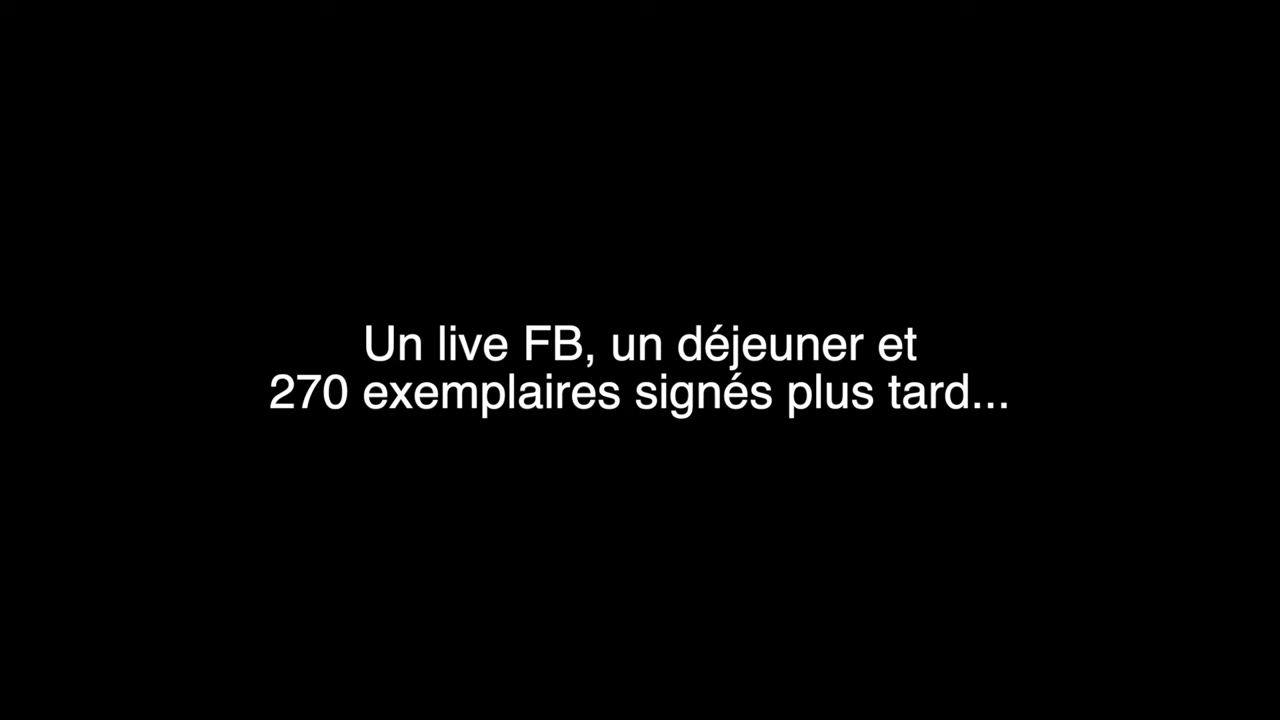 Un live FB, un déjeuner et
270 exemplaires signés plus tard...